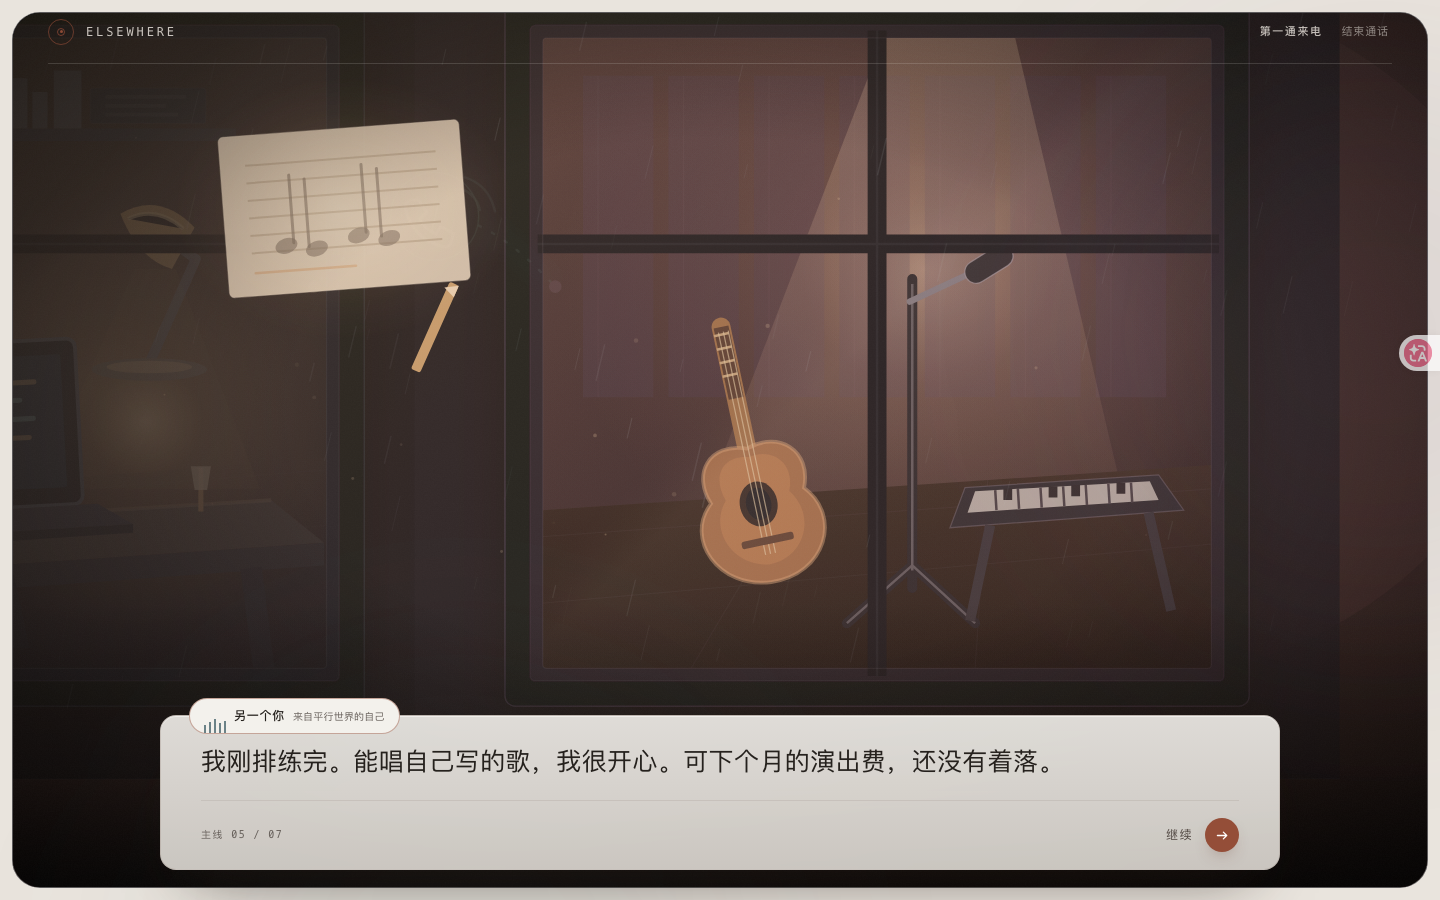 ELSEWHERE
第一通来电 结束通话
另一个你 来自平行世界的自己
我刚排练完。能唱自己写的歌，我很开心。可下个月的演出费，还没有着落。
主线 05 / 07
继续